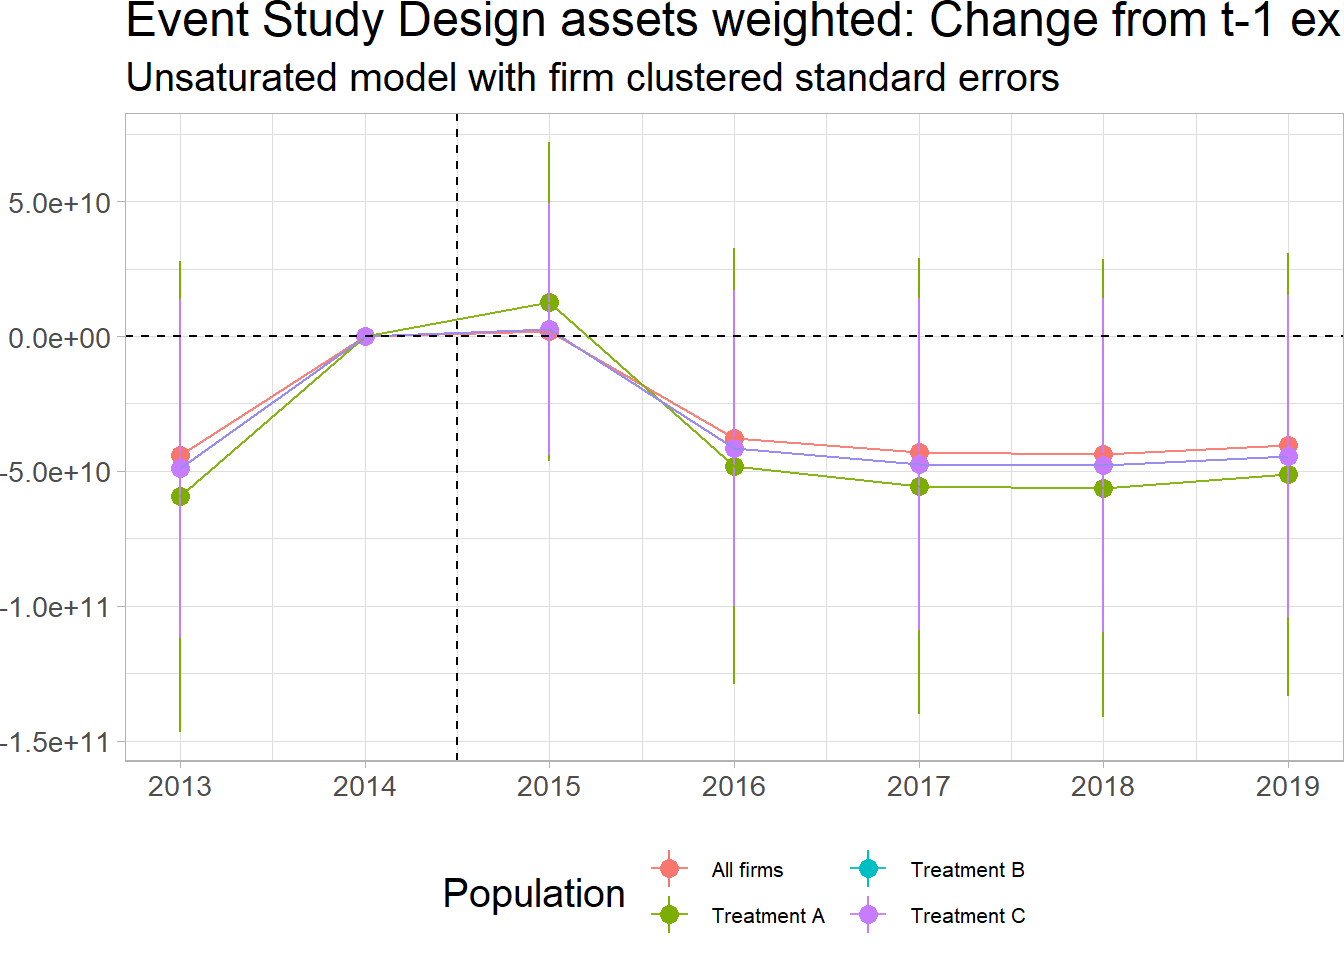 Event Study Design assets weighted: Change from t-1 ex
Unsaturated model with firm clustered standard errors
5.0e+10
0.0e+00
-5.0e+10
-1.0e+11
-1.5e+11
2013 2014 2015 2016 2017 2018 2019
Population
All firms Treatment B
Treatment A Treatment C